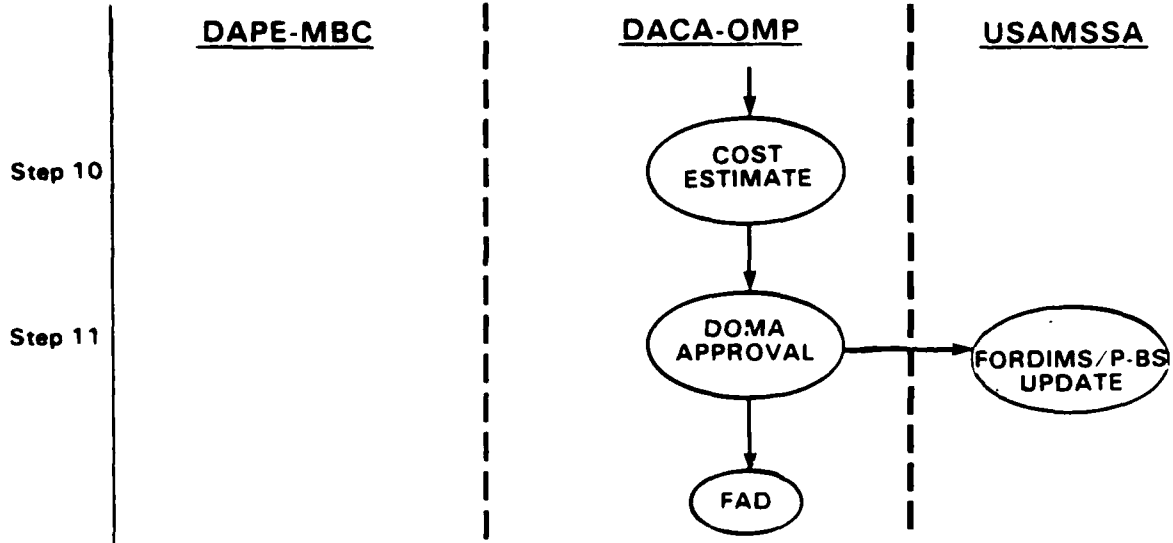 DAPE-MBC
DACA-OMP
USAMSSA
Step 10
COST
ESTIMATE
Step 11
DOMA
APPROVAL
FORDIMS/P-BS
UPDATE
FAD